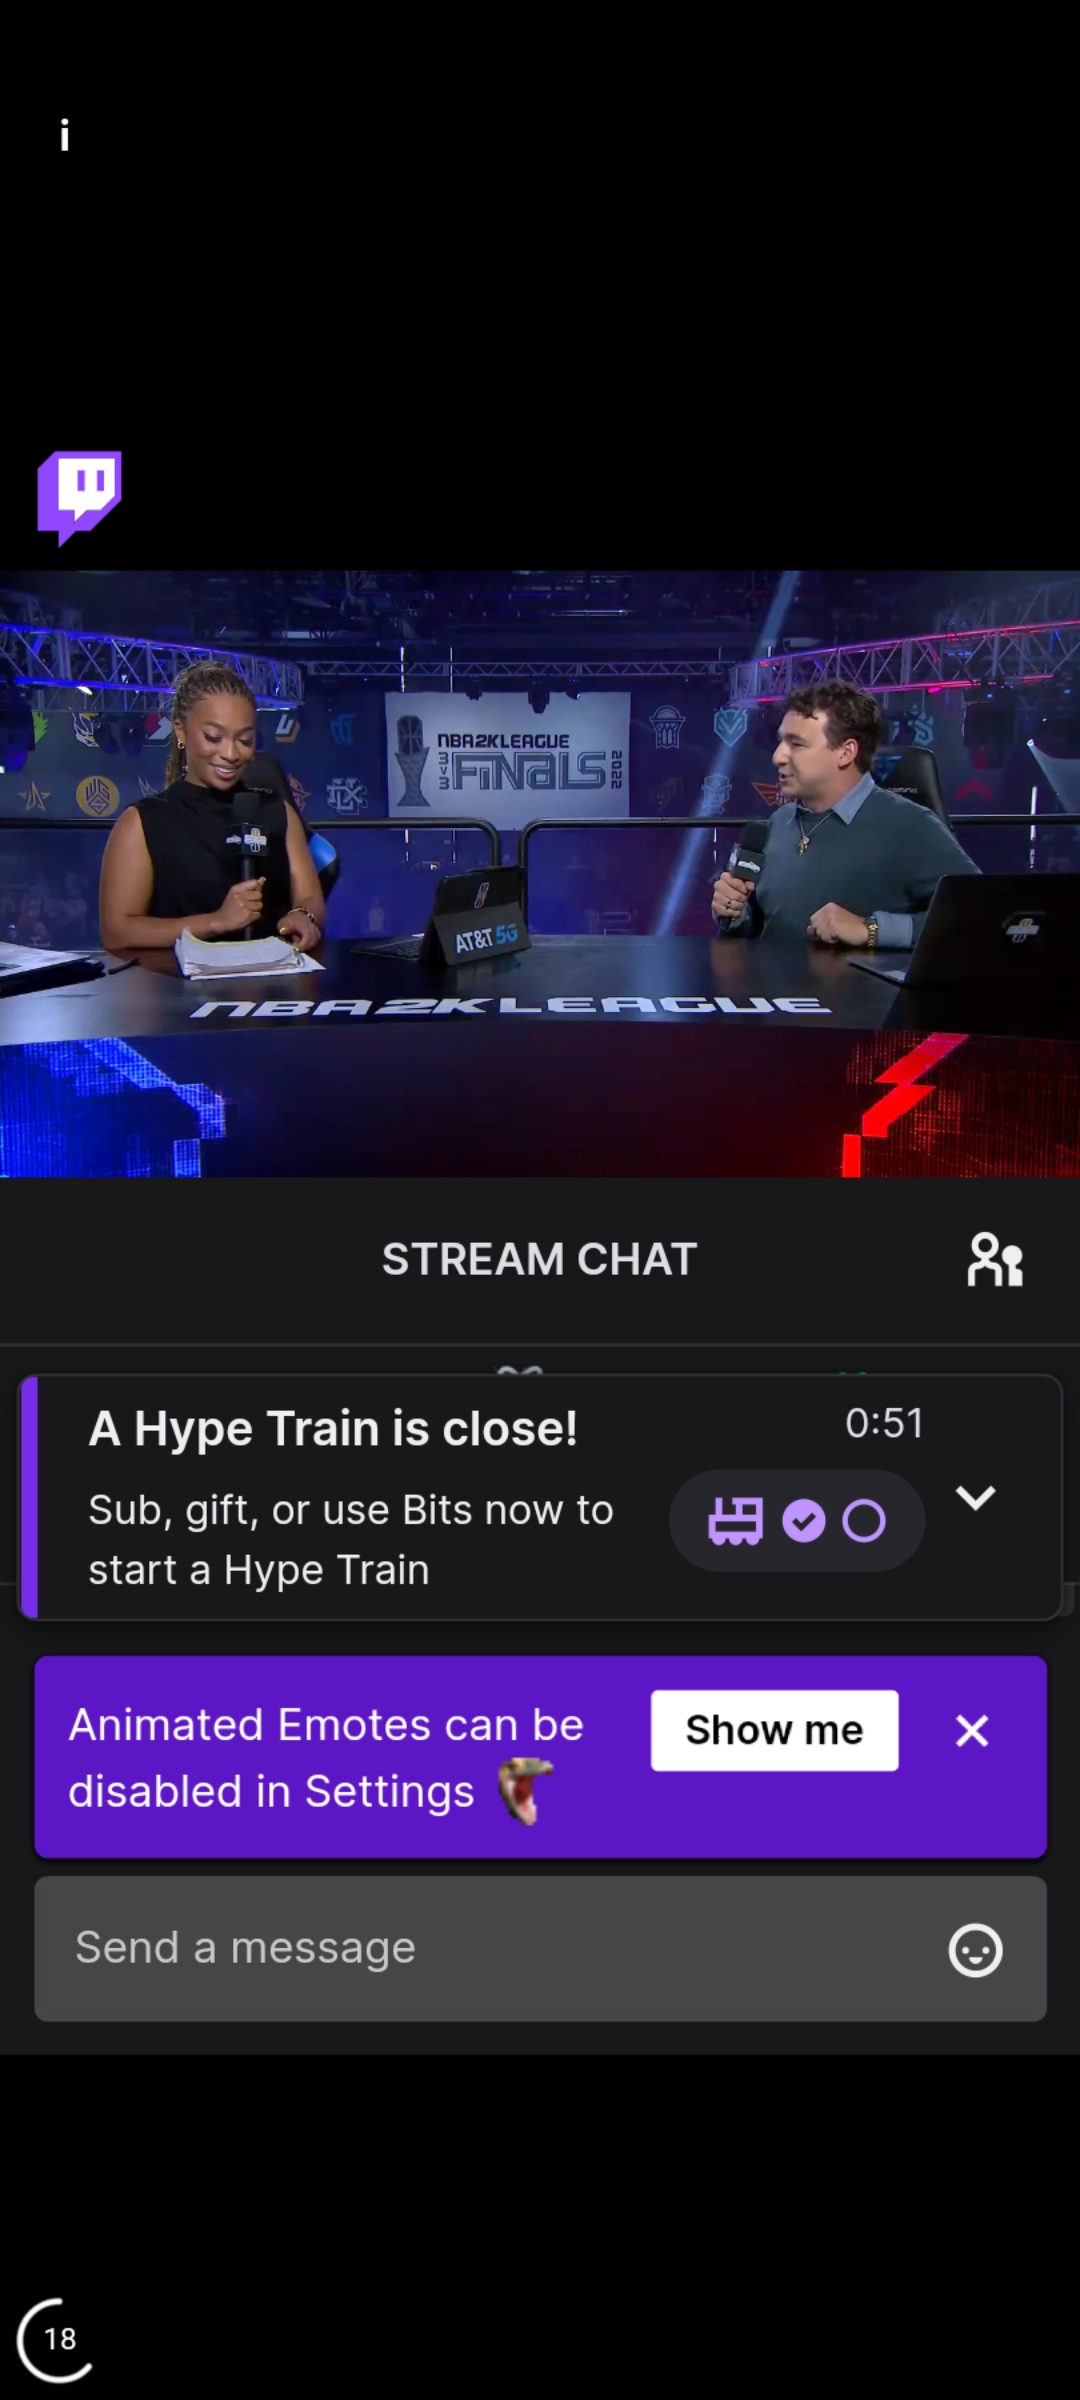 i
NBA2KLEAGUE
3V3 FINALS 2022
AT&T 5G
NBA2KLEAGUE
STREAM CHAT
A Hype Train is close!
0:51
Sub, gift, or use Bits now to
start a Hype Train
Animated Emotes can be
disabled in Settings
Show me
Send a message
18